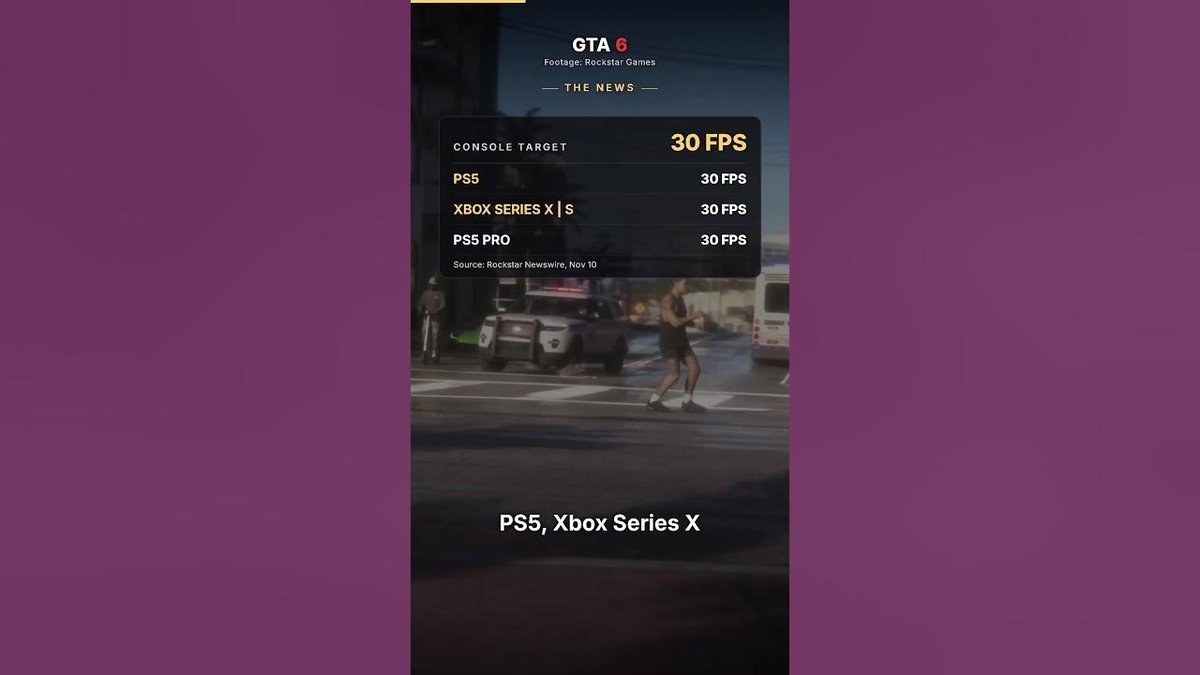 GTA 6
Footage: Rockstar Games
THE NEWS
CONSOLE TARGET 30 FPS
PS5 30 FPS
XBOX SERIES X | S 30 FPS
PS5 PRO 30 FPS
Source: Rockstar Newswire, Nov 10
PS5, Xbox Series X